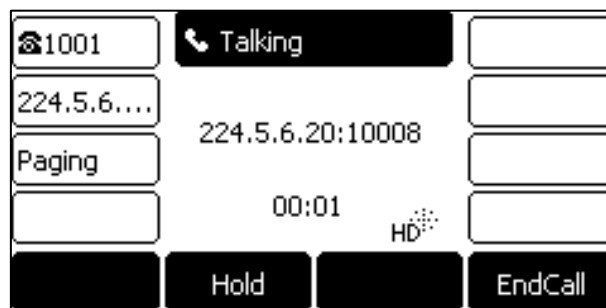 ☎1001
Talking
224.5.6....
224.5.6.20:10008
Paging
00:01
HD
Hold
EndCall